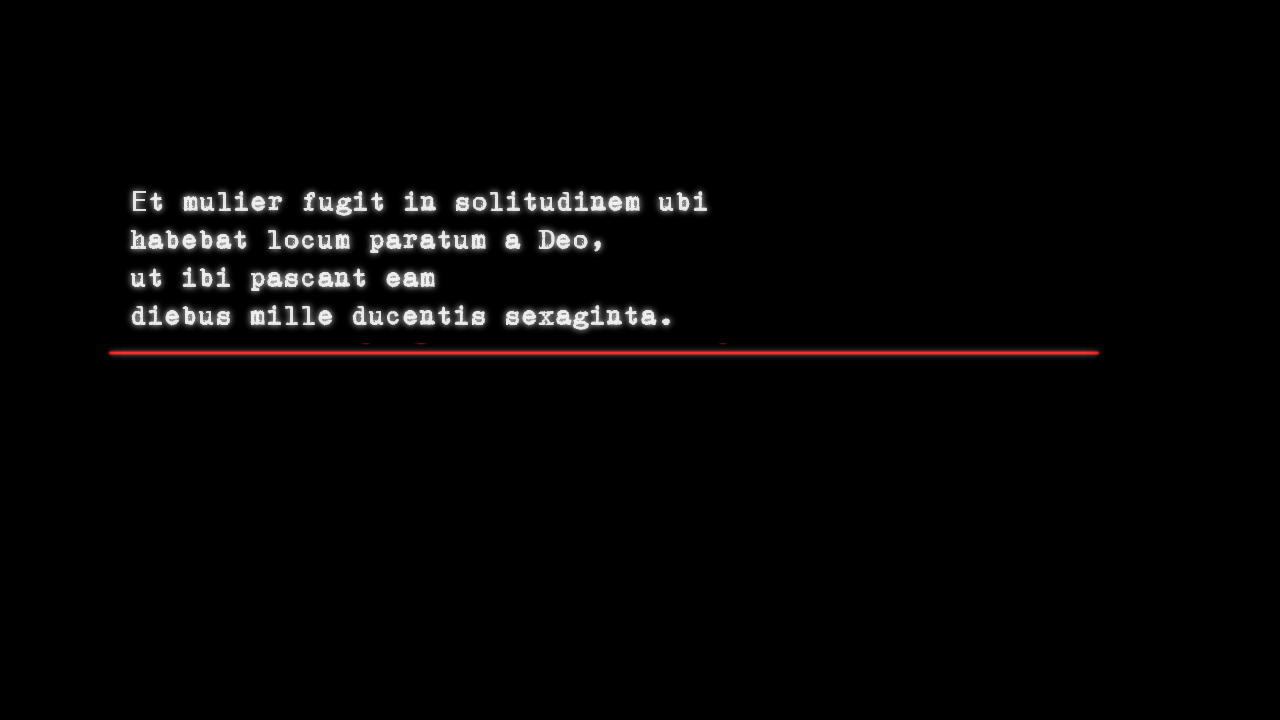 Et mulier fugit in solitudinem ubi
habebat locum paratum a Deo,
ut ibi pascant eam
diebus mille ducentis sexaginta.